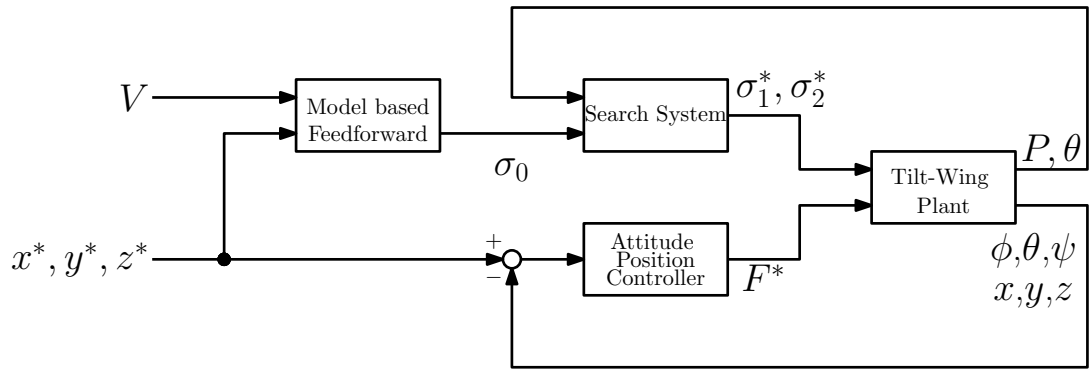 V
Model based
Feedforward
σ₀
Search System
σ₁*, σ₂*
Tilt-Wing
Plant
P, θ
x*, y*, z*
+
−
Attitude
Position
Controller
F*
ϕ,θ,ψ
x,y,z